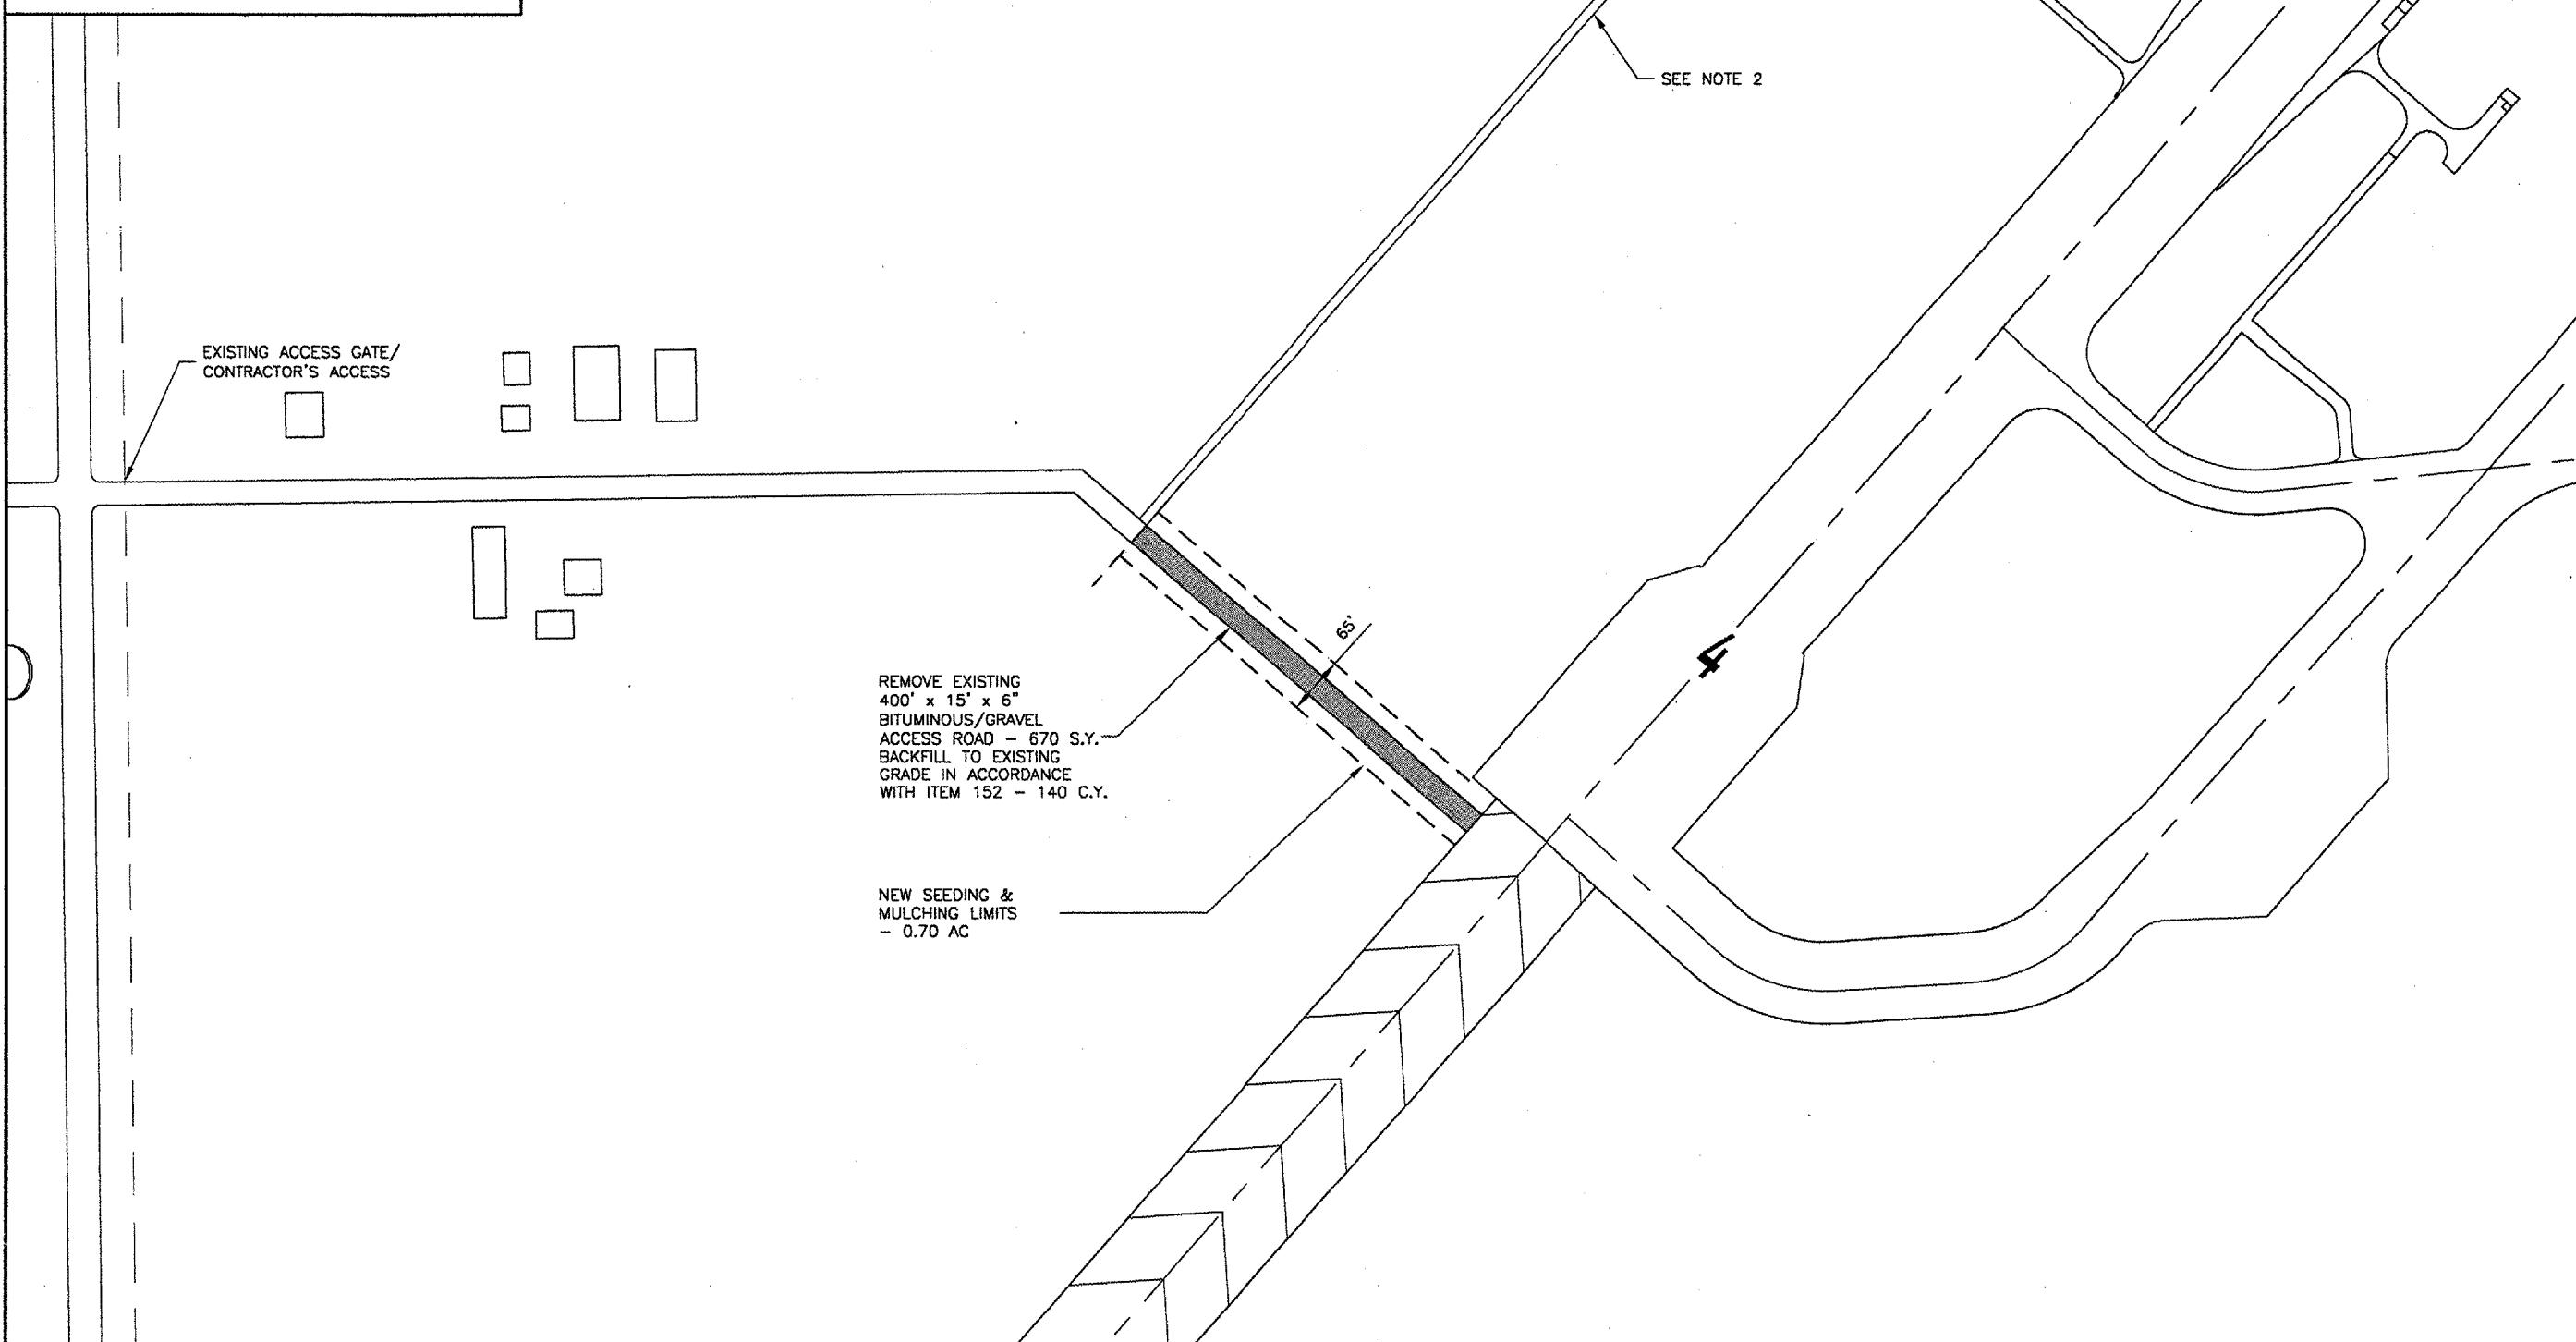 SEE NOTE 2
EXISTING ACCESS GATE/
CONTRACTOR'S ACCESS
65'
4
REMOVE EXISTING
400' x 15' x 6"
BITUMINOUS/GRAVEL
ACCESS ROAD - 670 S.Y.
BACKFILL TO EXISTING
GRADE IN ACCORDANCE
WITH ITEM 152 - 140 C.Y.
NEW SEEDING &
MULCHING LIMITS
- 0.70 AC